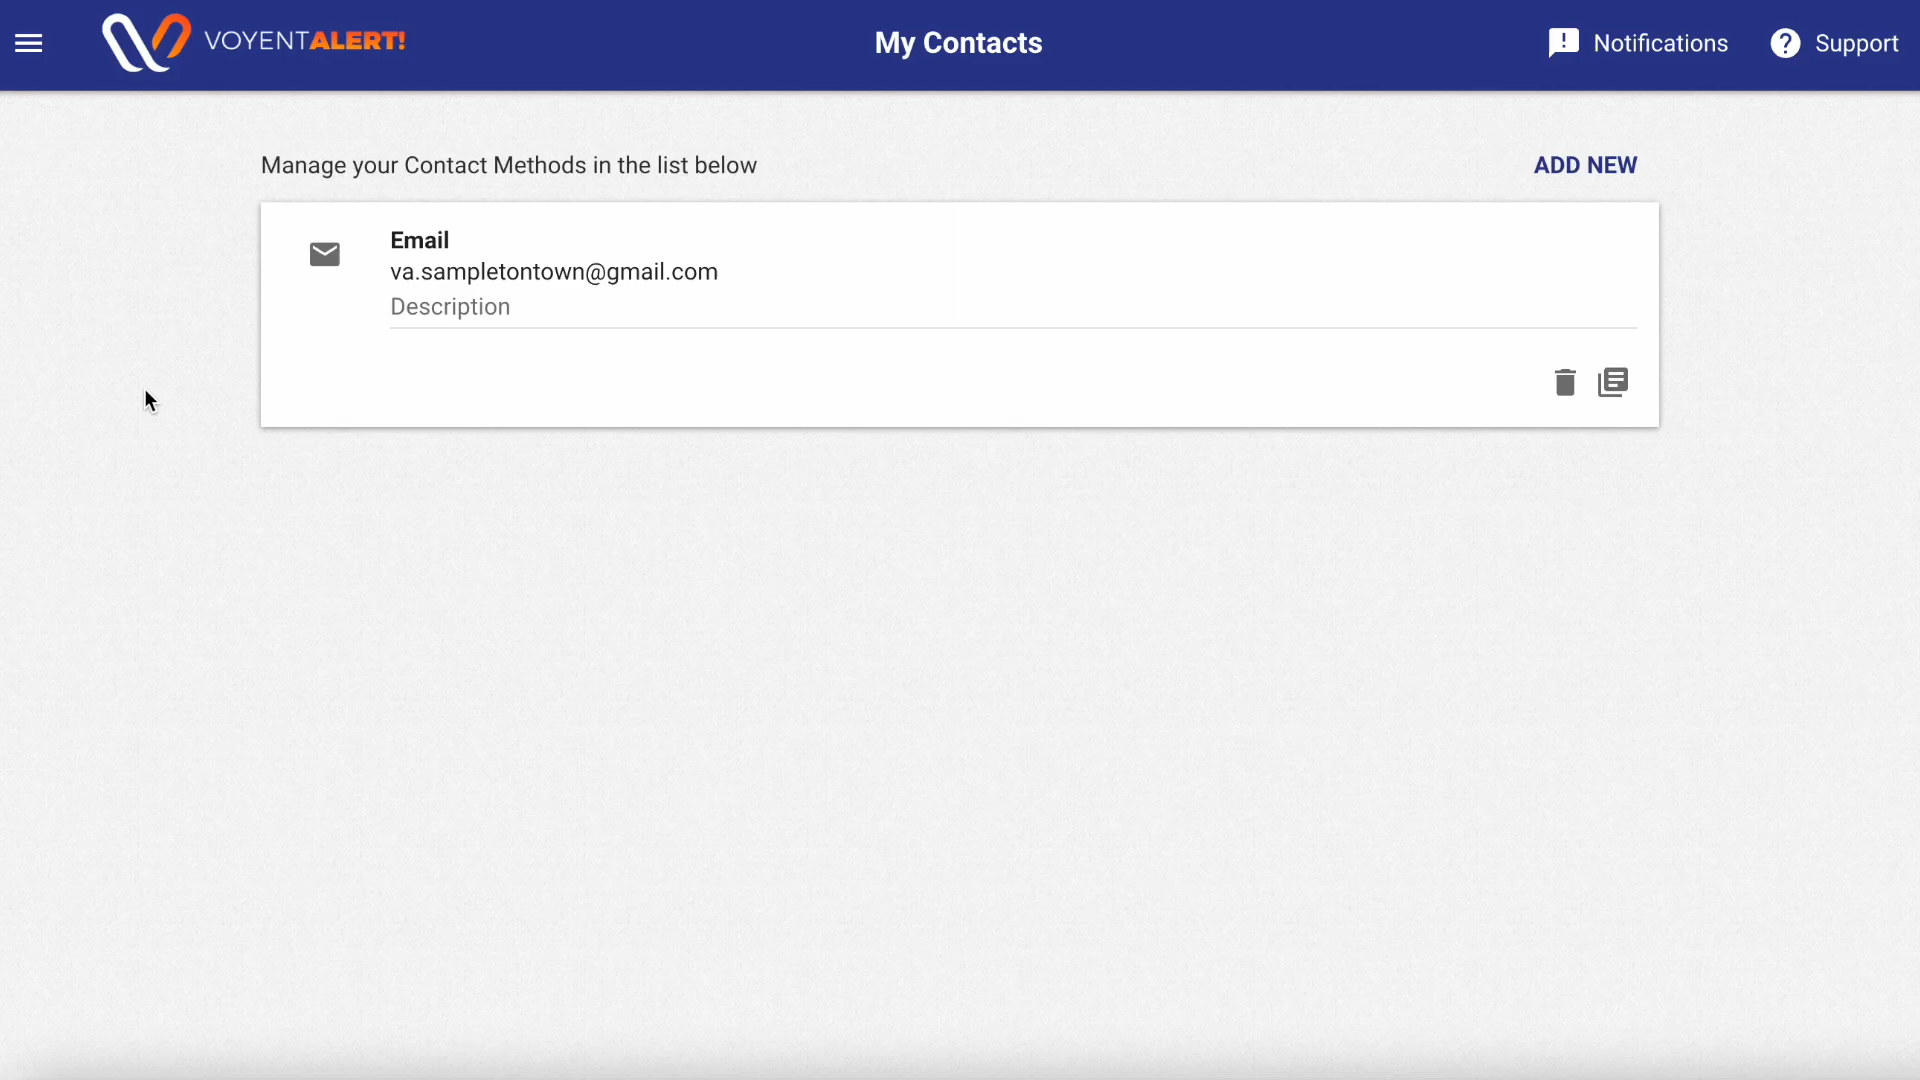 VOYENTALERT!
My Contacts
Notifications
Support
Manage your Contact Methods in the list below
ADD NEW
Email
va.sampletontown@gmail.com
Description